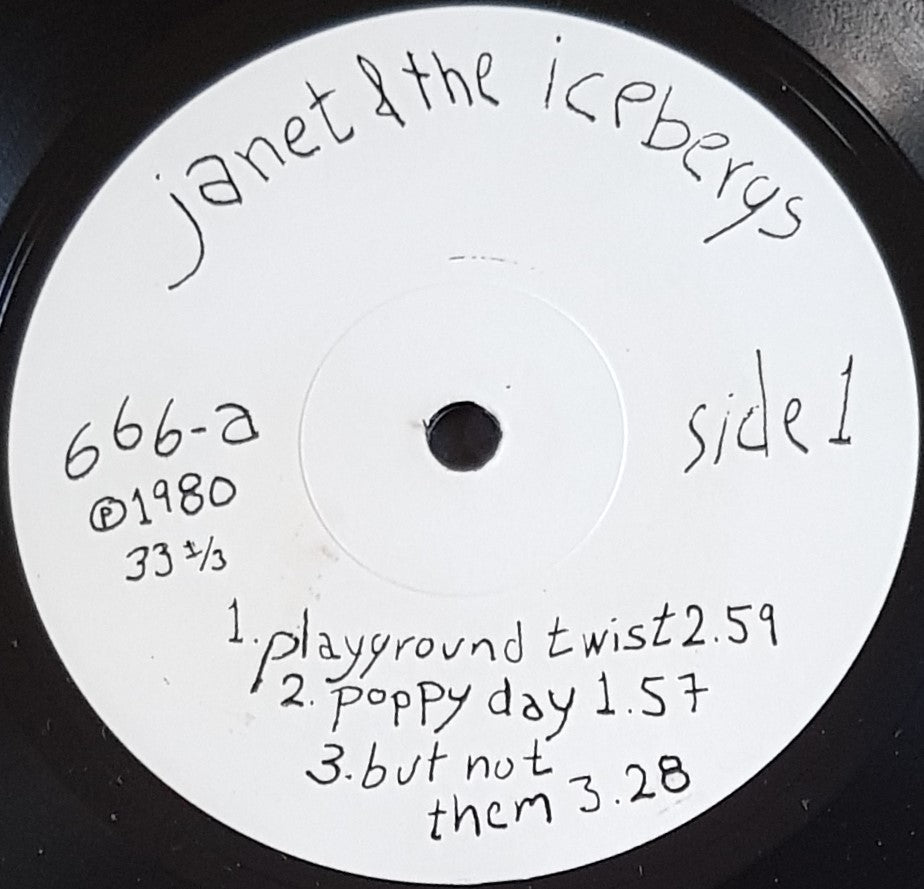 janet & the icebergs
side 1
666-a
℗1980
33 1/3
1. playground twist 2.59
2. poppy day 1.57
3. but not
them 3.28